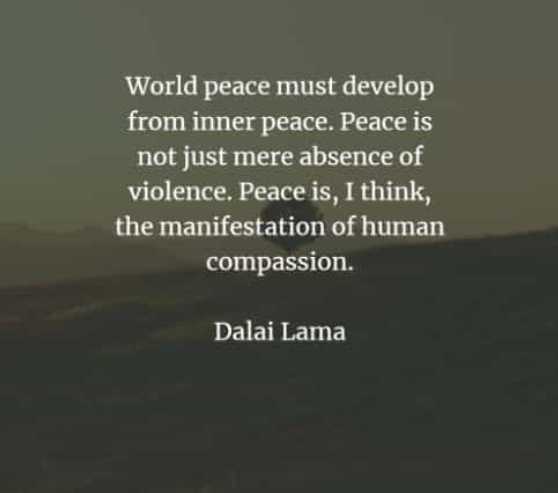 World peace must develop
from inner peace. Peace is
not just mere absence of
violence. Peace is, I think,
the manifestation of human
compassion.
Dalai Lama